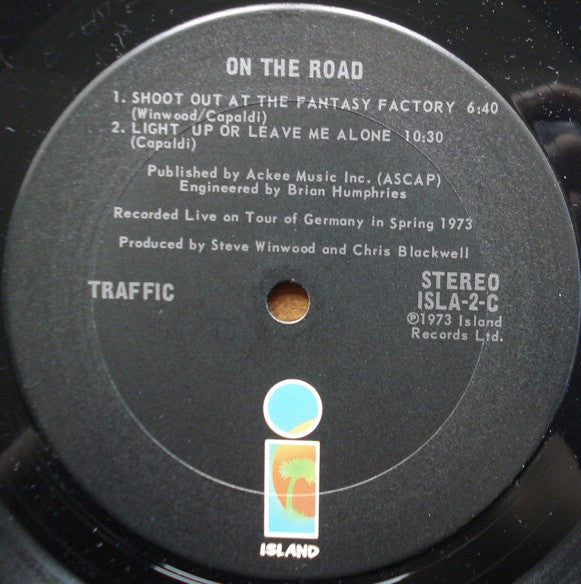 ON THE ROAD
1. SHOOT OUT AT THE FANTASY FACTORY 6:40
(Winwood/Capaldi)
2. LIGHT UP OR LEAVE ME ALONE 10:30
(Capaldi)
Published by Ackee Music Inc. (ASCAP)
Engineered by Brian Humphries
Recorded Live on Tour of Germany in Spring 1973
Produced by Steve Winwood and Chris Blackwell
TRAFFIC
STEREO
ISLA-2-C
℗1973 Island
Records Ltd.
ISLAND